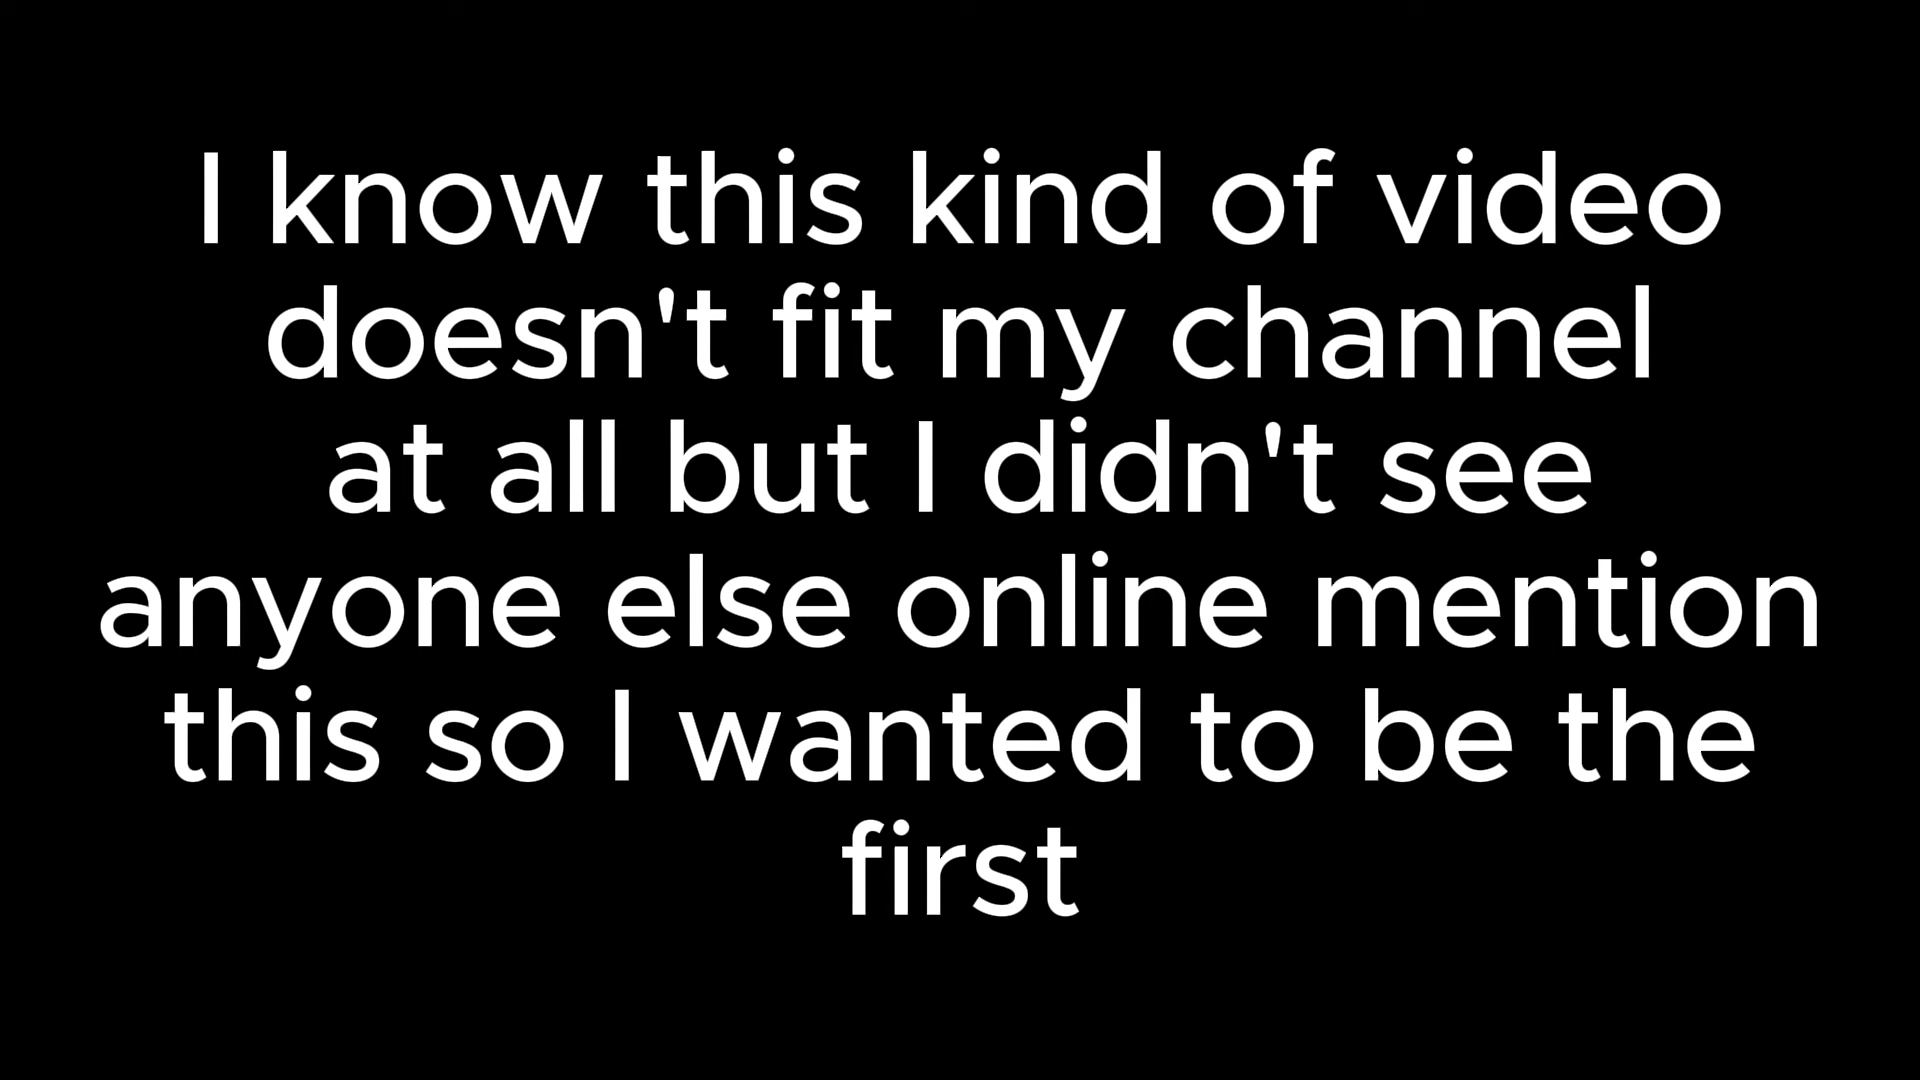 I know this kind of video
doesn't fit my channel
at all but I didn't see
anyone else online mention
this so I wanted to be the
first